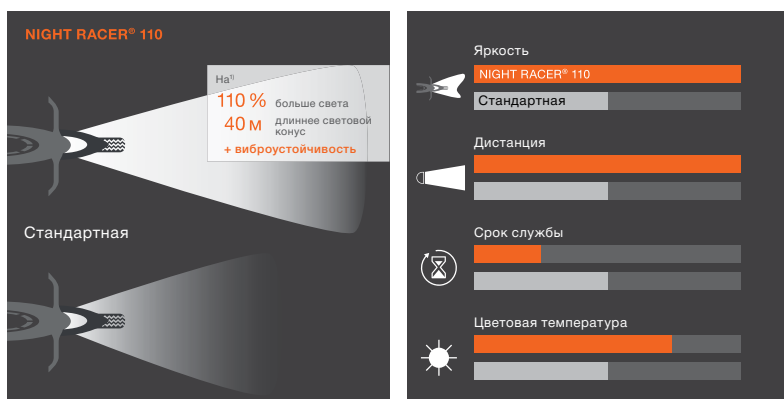 NIGHT RACER® 110
На¹⁾
110 % больше света
40 м длиннее световой
конус
+ виброустойчивость
Стандартная
Яркость
NIGHT RACER® 110
Стандартная
Дистанция
Срок службы
Цветовая температура